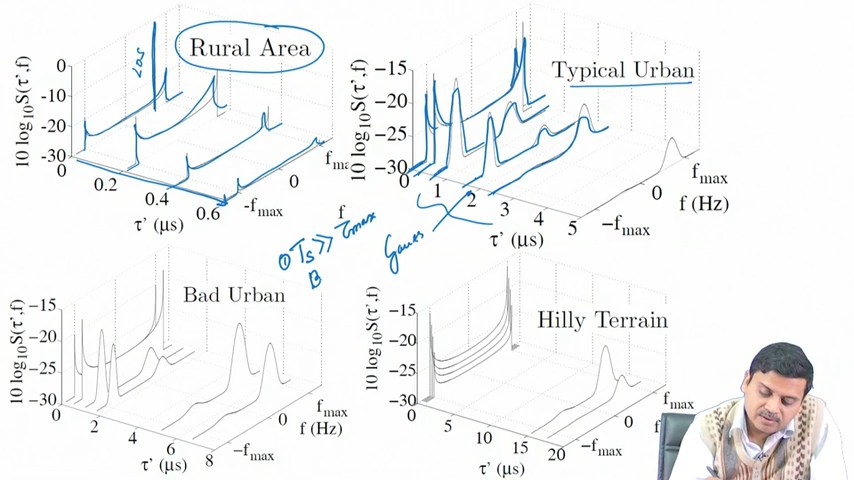 Rural Area
LOS
10 log10S(τ',f)
0
-10
-20
-30
0
0.2
0.4
0.6
τ' (μs)
-fmax
0
fma
f
Typical Urban
10 log10S(τ',f)
−15
−20
−25
−30
0
1
2
3
4
5
τ' (μs)
−fmax
0
fmax
f (Hz)
① Ts >> τmax
B
Gauss
Bad Urban
10 log10S(τ',f)
−15
−20
−25
−30
0
2
4
6
8
τ' (μs)
−fmax
0
fmax
f (Hz)
Hilly Terrain
10 log10S(τ',f)
−15
−20
−25
−30
0
5
10
15
20
τ' (μs)
−fmax
0
fmax
f